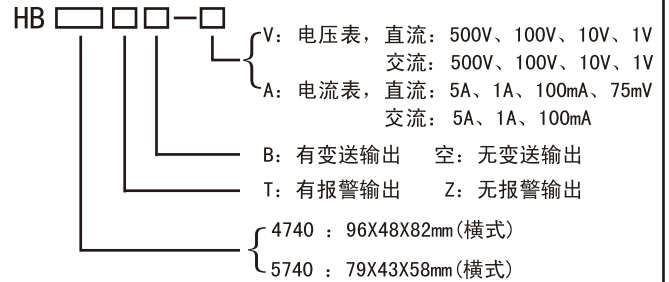 HB □□□-□
V: 电压表, 直流: 500V、100V、10V、1V
交流: 500V、100V、10V、1V
A: 电流表, 直流: 5A、1A、100mA、75mV
交流: 5A、1A、100mA
B: 有变送输出 空: 无变送输出
T: 有报警输出 Z: 无报警输出
4740 : 96X48X82mm(横式)
5740 : 79X43X58mm(横式)